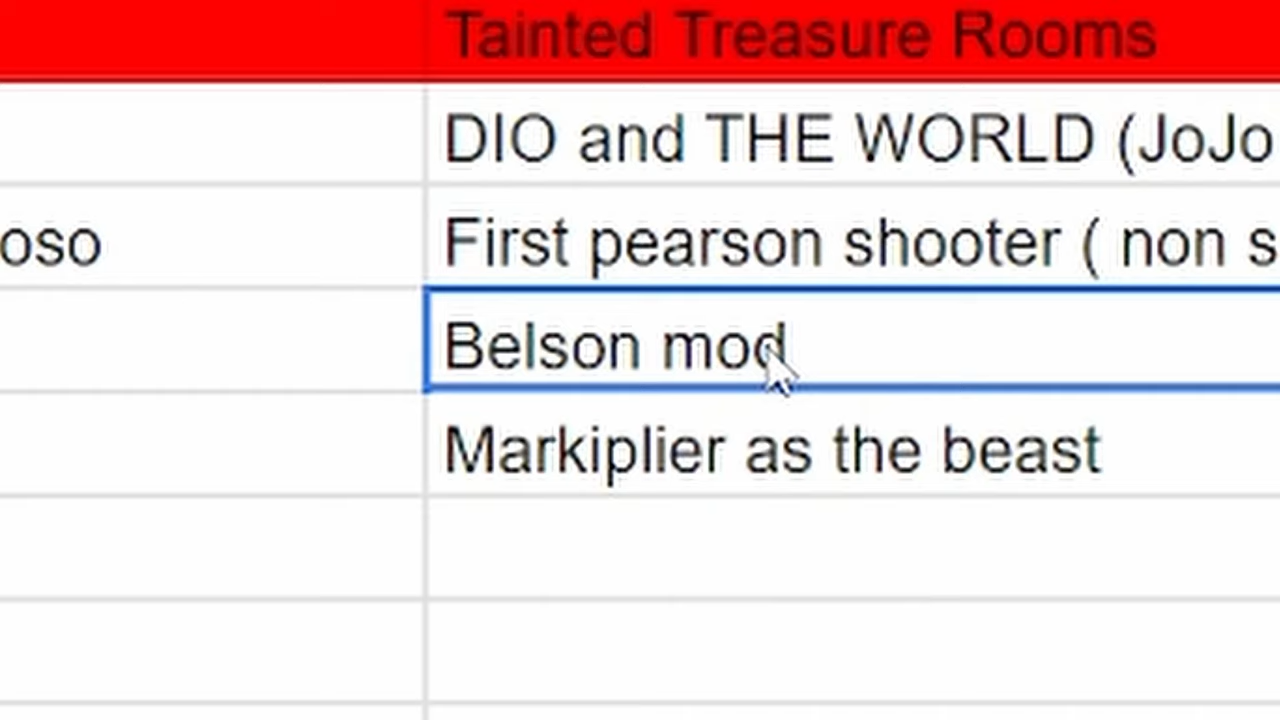 Tainted Treasure Rooms
DIO and THE WORLD (JoJo
oso
First pearson shooter ( non s
Belson mod
Markiplier as the beast